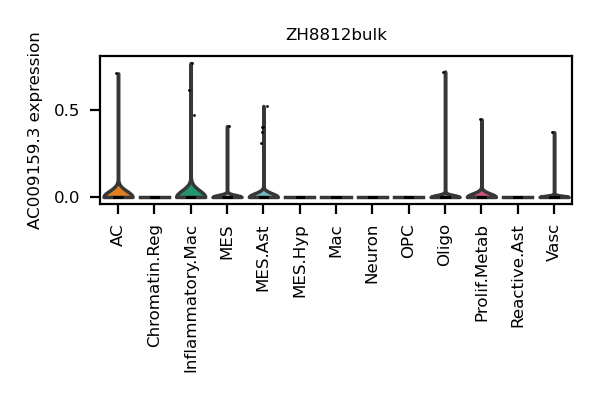 ZH8812bulk
AC009159.3 expression
0.5
0.0
AC
Chromatin.Reg
Inflammatory.Mac
MES
MES.Ast
MES.Hyp
Mac
Neuron
OPC
Oligo
Prolif.Metab
Reactive.Ast
Vasc